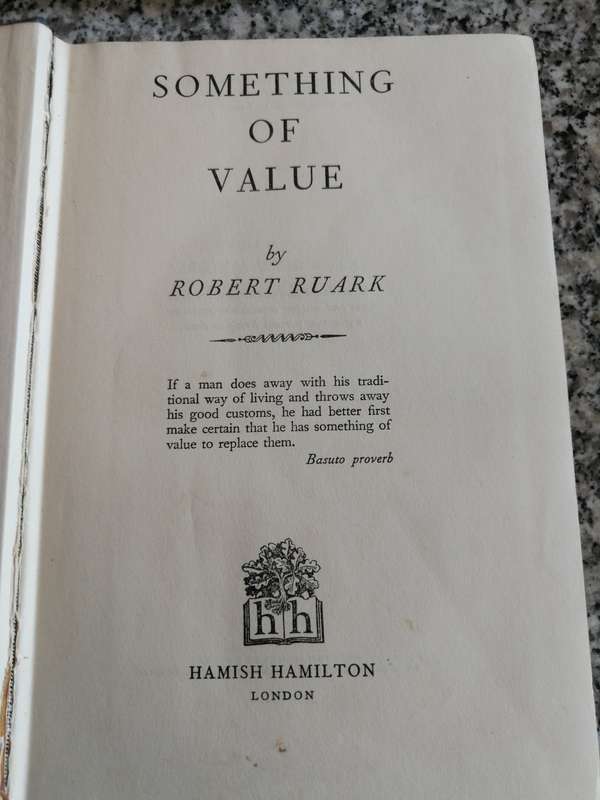 SOMETHING
OF
VALUE
by
ROBERT RUARK
If a man does away with his tradi-
tional way of living and throws away
his good customs, he had better first
make certain that he has something of
value to replace them.
Basuto proverb
h h
HAMISH HAMILTON
LONDON